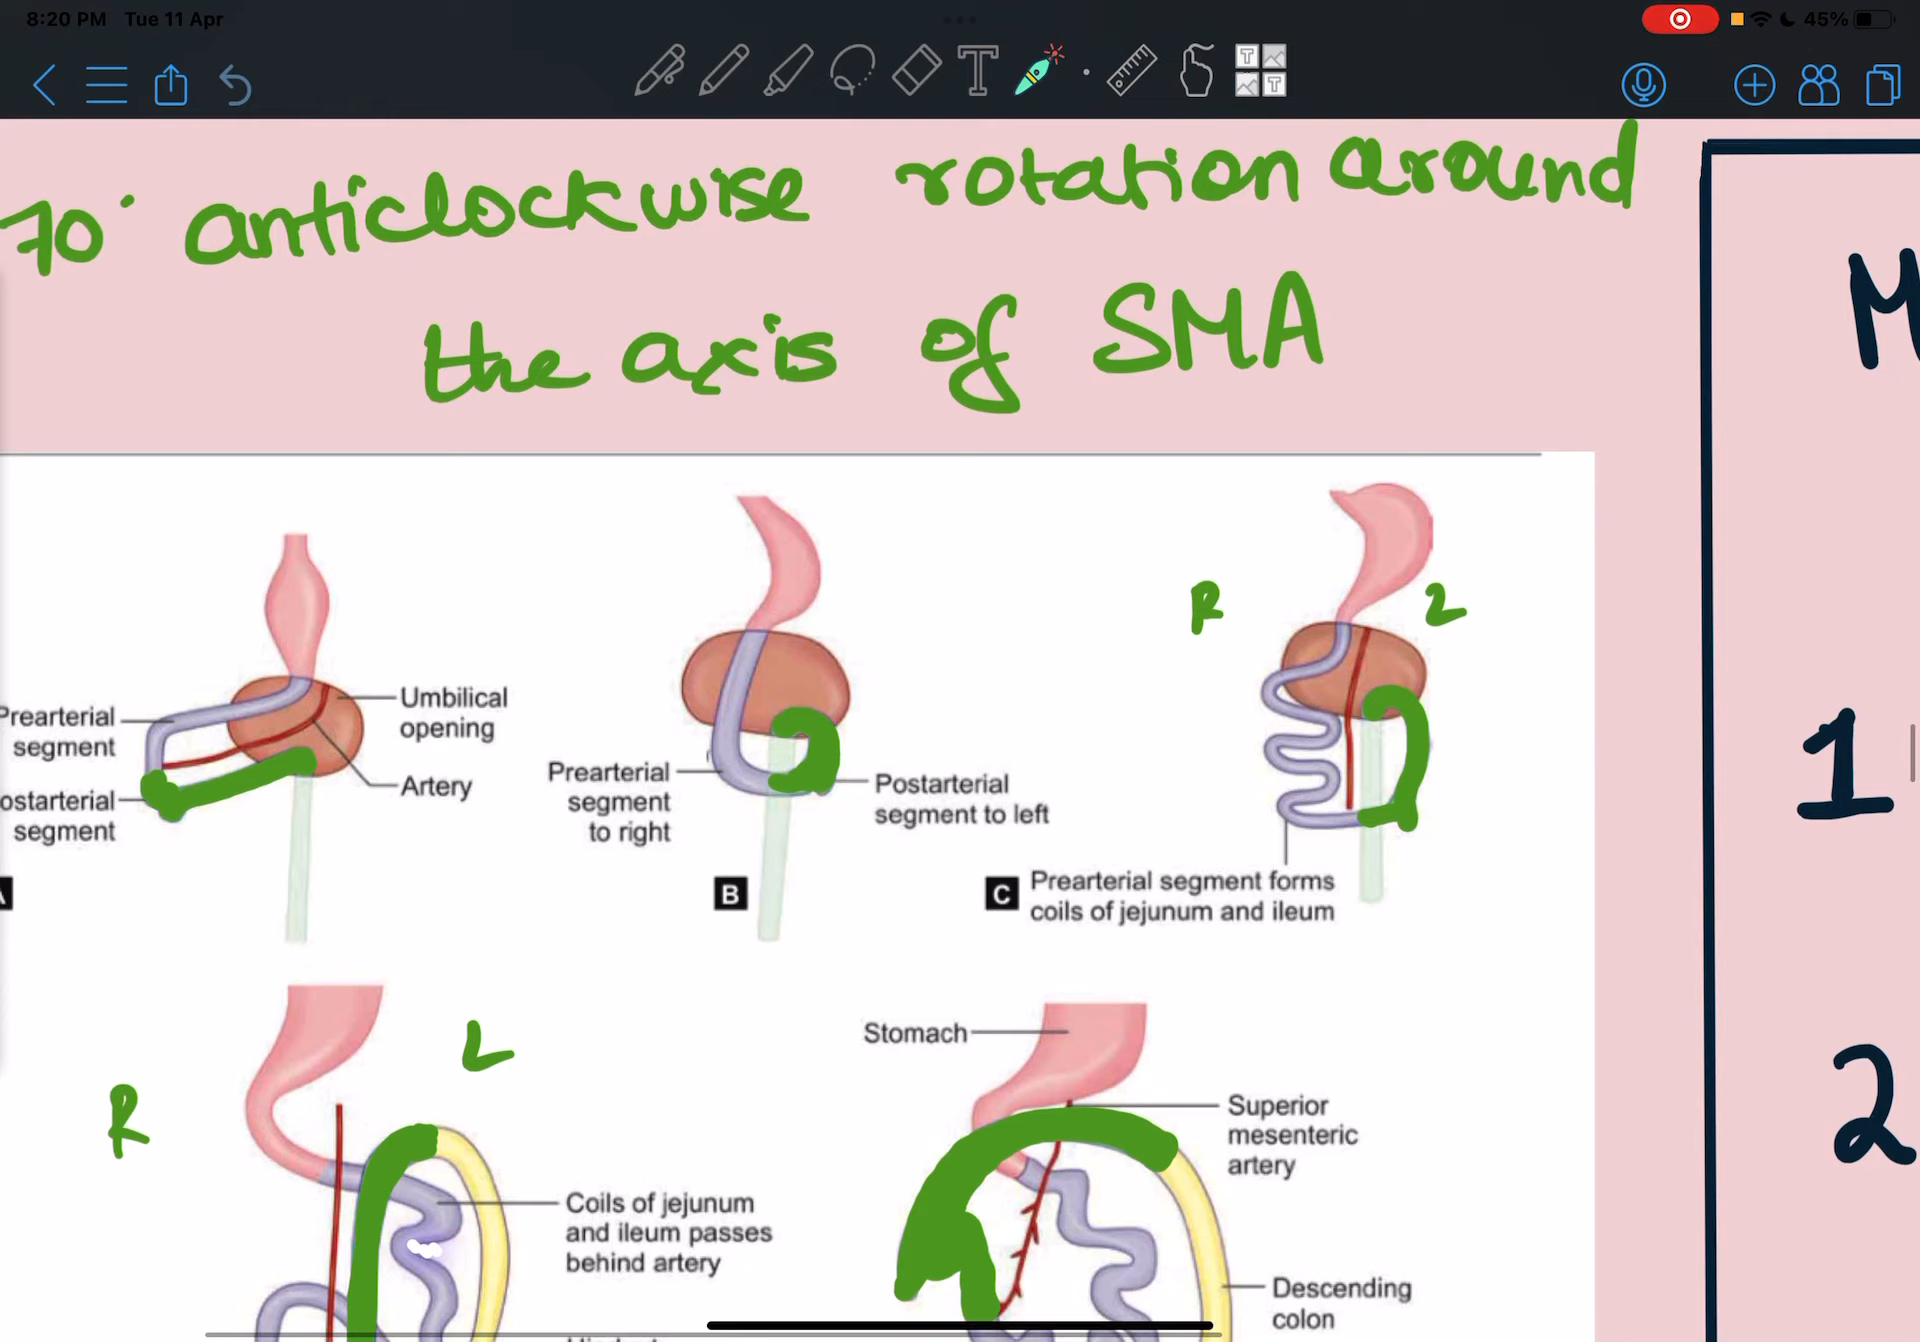 8:20 PM Tue 11 Apr
45%
70° anticlockwise rotation around
the axis of SMA
M
1
2
Prearterial
segment
ostarterial
segment
Umbilical
opening
Artery
A
Prearterial
segment
to right
Postarterial
segment to left
B
R
L
C
Prearterial segment forms
coils of jejunum and ileum
R
L
Coils of jejunum
and ileum passes
behind artery
Stomach
Superior
mesenteric
artery
Descending
colon